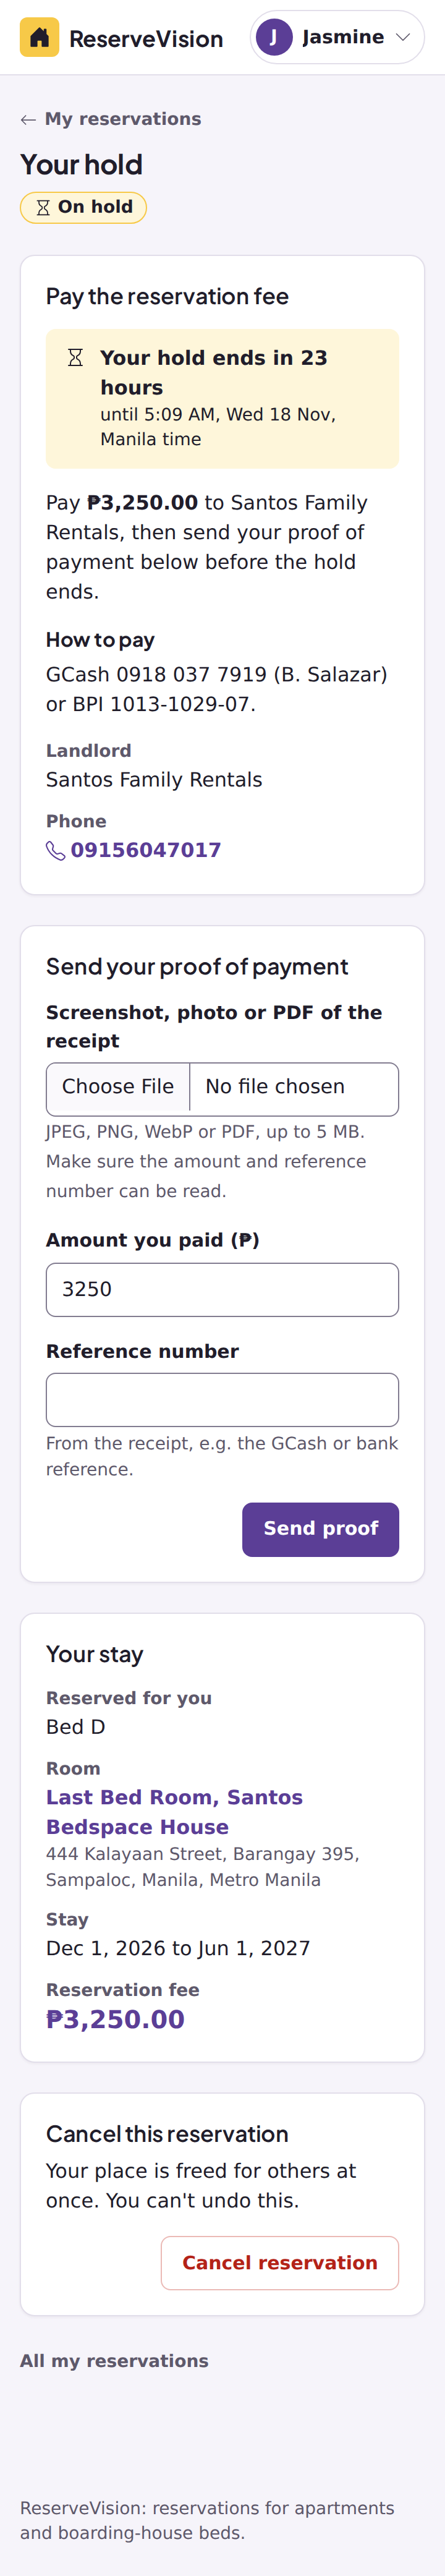 ReserveVision
J Jasmine
← My reservations
Your hold
On hold
Pay the reservation fee
Your hold ends in 23
hours
until 5:09 AM, Wed 18 Nov,
Manila time
Pay ₱3,250.00 to Santos Family
Rentals, then send your proof of
payment below before the hold
ends.
How to pay
GCash 0918 037 7919 (B. Salazar)
or BPI 1013-1029-07.
Landlord
Santos Family Rentals
Phone
09156047017
Send your proof of payment
Screenshot, photo or PDF of the
receipt
Choose File No file chosen
JPEG, PNG, WebP or PDF, up to 5 MB.
Make sure the amount and reference
number can be read.
Amount you paid (₱)
3250
Reference number
From the receipt, e.g. the GCash or bank
reference.
Send proof
Your stay
Reserved for you
Bed D
Room
Last Bed Room, Santos
Bedspace House
444 Kalayaan Street, Barangay 395,
Sampaloc, Manila, Metro Manila
Stay
Dec 1, 2026 to Jun 1, 2027
Reservation fee
₱3,250.00
Cancel this reservation
Your place is freed for others at
once. You can't undo this.
Cancel reservation
All my reservations
ReserveVision: reservations for apartments
and boarding-house beds.